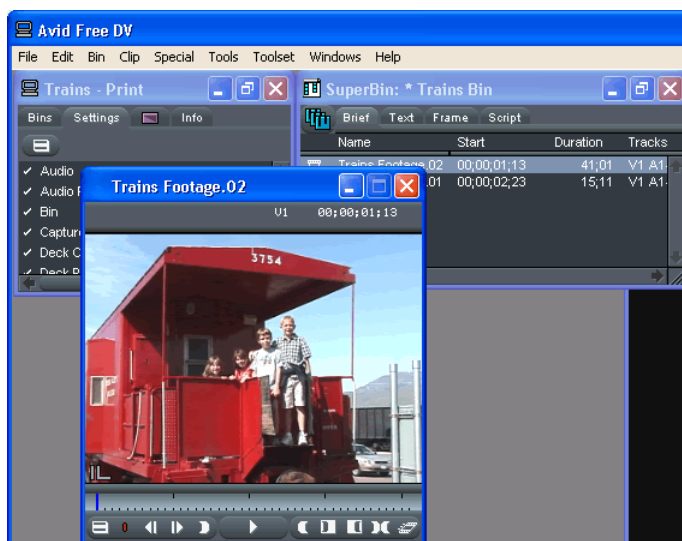 Avid Free DV
File Edit Bin Clip Special Tools Toolset Windows Help
Trains - Print
Bins Settings Info
Audio
Audio
Bin
Captur
Deck C
Deck P
SuperBin: * Trains Bin
Brief Text Frame Script
Name Start Duration Tracks
Trains Footage.02 00;00;01;13 41;01 V1 A1-
.01 00;00;02;23 15;11 V1 A1-
Trains Footage.02
V1 00;00;01;13
3754